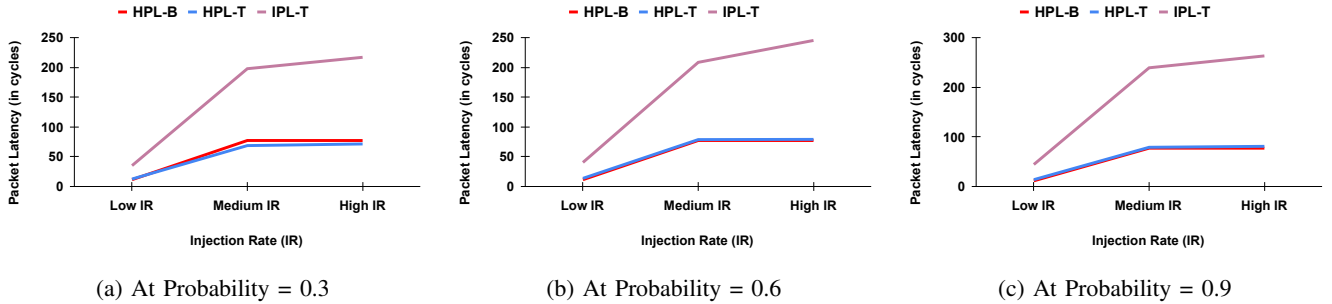 HPL-B HPL-T IPL-T
Packet Latency (in cycles)
250
200
150
100
50
0
Low IR Medium IR High IR
Injection Rate (IR)
(a) At Probability = 0.3
HPL-B HPL-T IPL-T
Packet Latency (in cycles)
250
200
150
100
50
0
Low IR Medium IR High IR
Injection Rate (IR)
(b) At Probability = 0.6
HPL-B HPL-T IPL-T
Packet Latency (in cycles)
300
200
100
0
Low IR Medium IR High IR
Injection Rate (IR)
(c) At Probability = 0.9